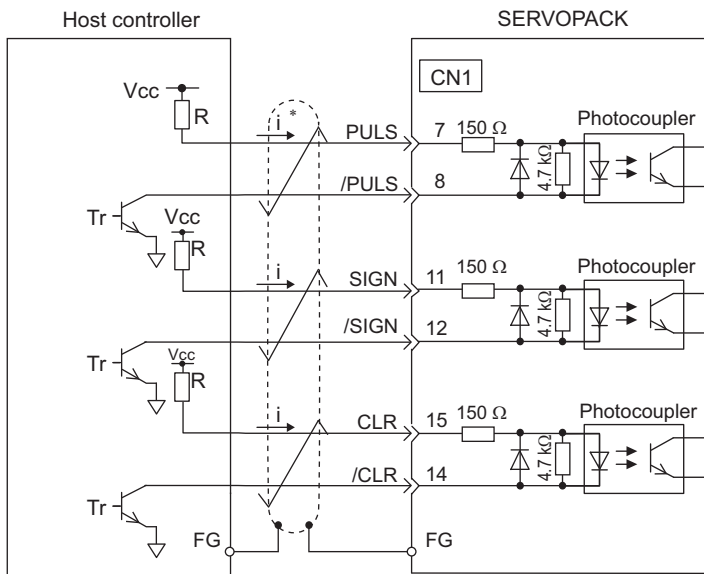 Host controller
SERVOPACK
CN1
Vcc
R
i
*
PULS
7
150 Ω
Photocoupler
4.7 kΩ
/PULS
8
Tr
Vcc
R
i
SIGN
11
150 Ω
Photocoupler
4.7 kΩ
/SIGN
12
Tr
Vcc
R
i
CLR
15
150 Ω
Photocoupler
4.7 kΩ
/CLR
14
Tr
FG
FG